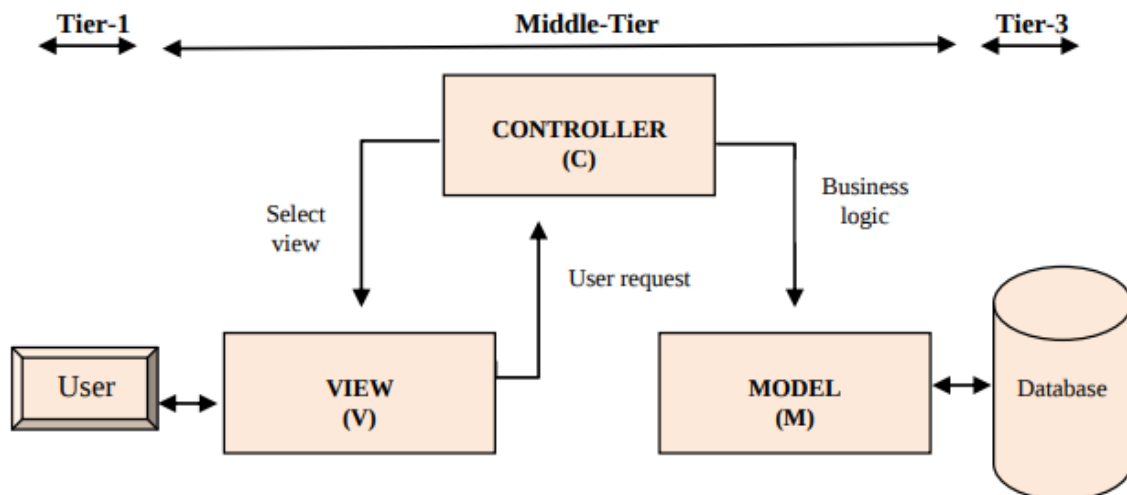 Tier-1
Middle-Tier
Tier-3
CONTROLLER
(C)
Select
view
Business
logic
User request
User
VIEW
(V)
MODEL
(M)
Database